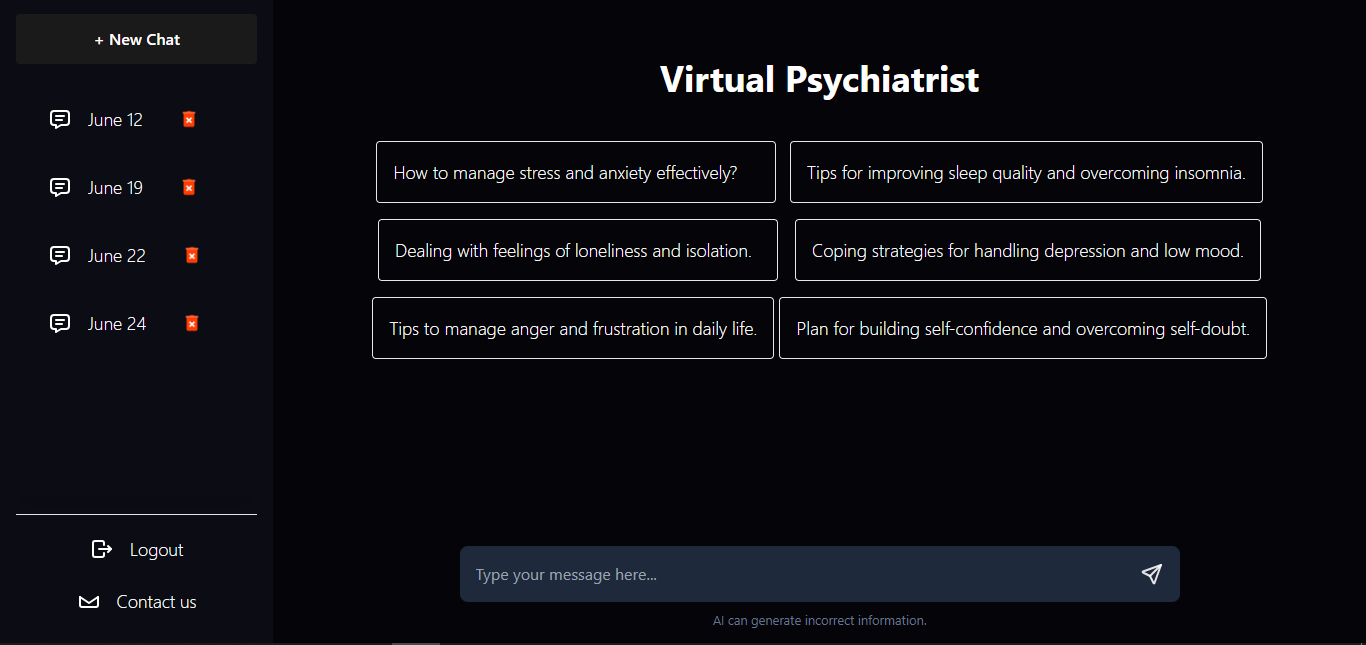 + New Chat
June 12
June 19
June 22
June 24
Logout
Contact us
Virtual Psychiatrist
How to manage stress and anxiety effectively?
Tips for improving sleep quality and overcoming insomnia.
Dealing with feelings of loneliness and isolation.
Coping strategies for handling depression and low mood.
Tips to manage anger and frustration in daily life.
Plan for building self-confidence and overcoming self-doubt.
Type your message here...
AI can generate incorrect information.